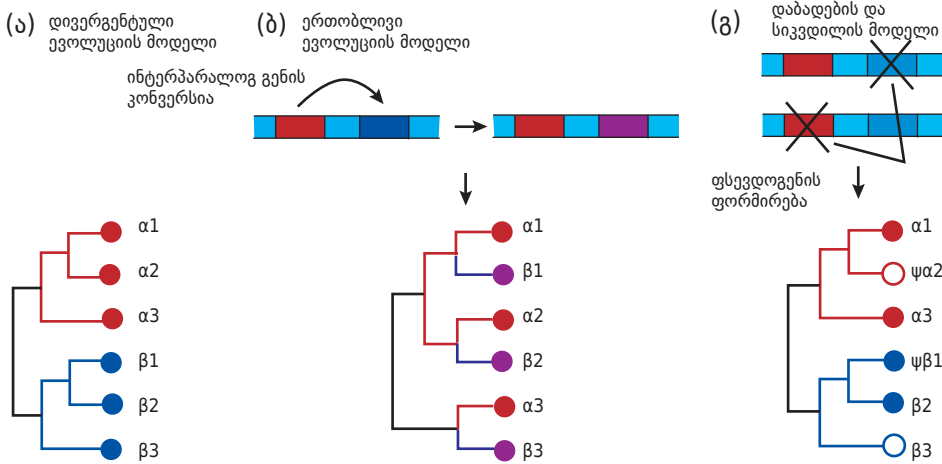 (ა) დივერგენტული
ევოლუციის მოდელი
α1
α2
α3
β1
β2
β3
(ბ) ერთობლივი
ევოლუციის მოდელი
ინტერპარალოგ გენის
კონვერსია
α1
β1
α2
β2
α3
β3
(გ) დაბადების და
სიკვდილის მოდელი
ფსევდოგენის
ფორმირება
α1
ψα2
α3
ψβ1
β2
β3